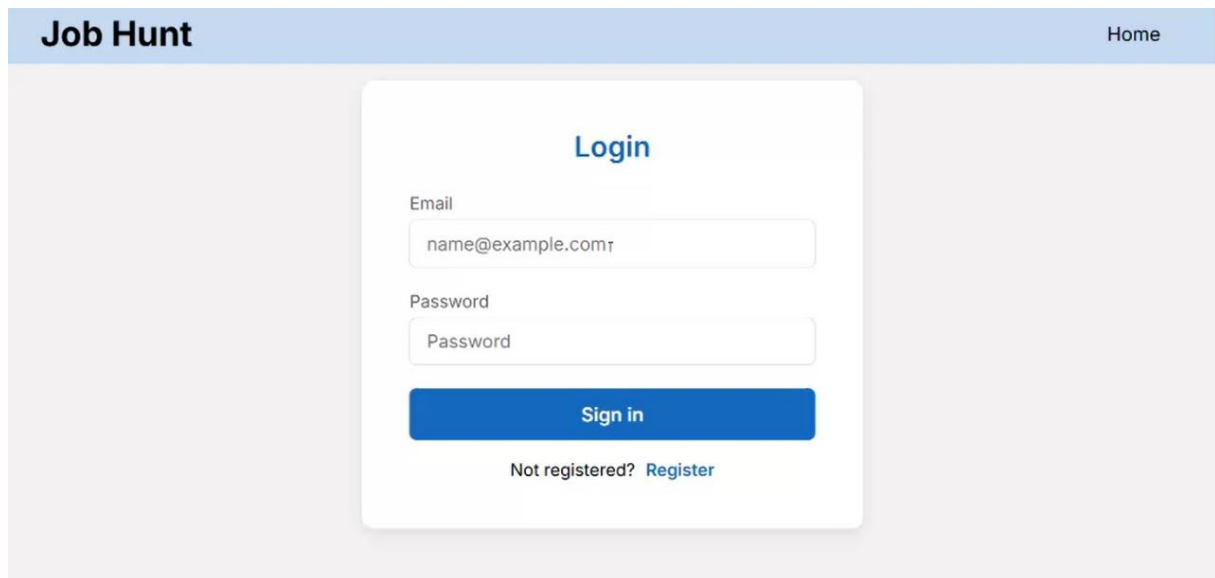 Job Hunt Home
Login
Email
name@example.com
Password
Password
Sign in
Not registered? Register